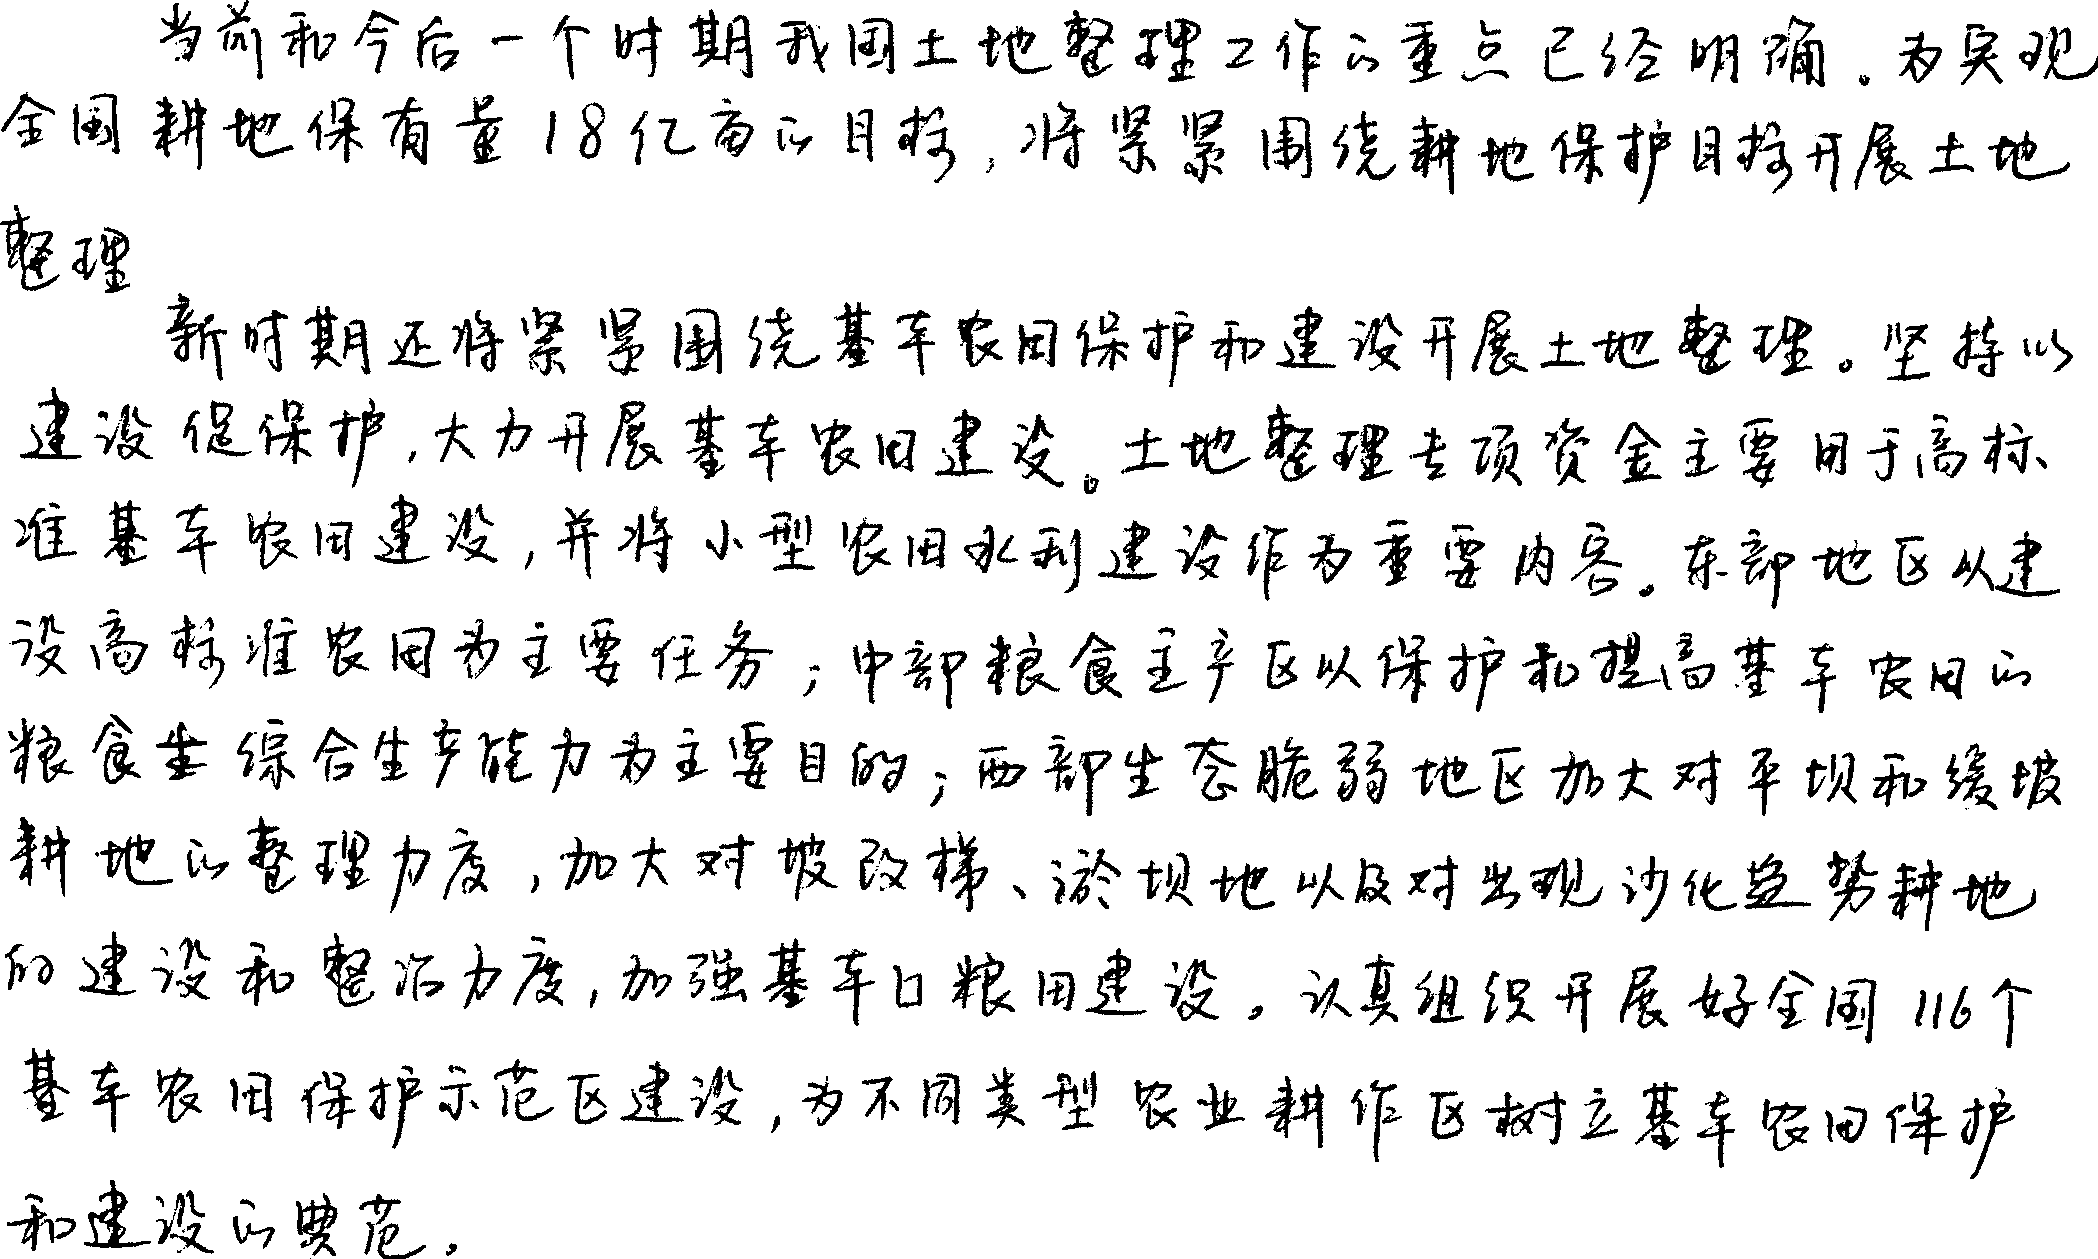 当前和今后一个时期我国土地整理工作的重点已经明确。为实现
全国耕地保有量18亿亩的目标,将紧紧围绕耕地保护目标开展土地
整理
新时期还将紧紧围绕基本农田保护和建设开展土地整理。坚持以
建设促保护,大力开展基本农田建设。土地整理专项资金主要用于高标
准基本农田建设,并将小型农田水利建设作为重要内容。东部地区以建
设高标准农田为主要任务;中部粮食主产区以保护和提高基本农田的
粮食生综合生产能力为主要目的;西部生态脆弱地区加大对平坝和缓坡
耕地的整理力度,加大对坡改梯、淤坝地以及对出现沙化趋势耕地
的建设和整治力度,加强基本口粮田建设。认真组织开展好全国116个
基本农田保护示范区建设,为不同类型农业耕作区树立基本农田保护
和建设的典范。